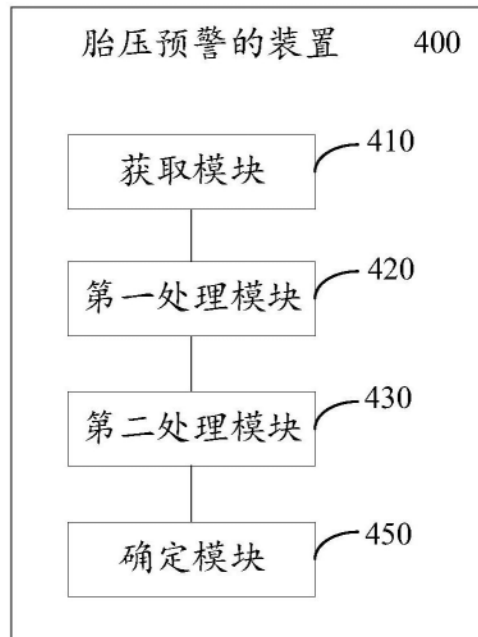 胎压预警的装置 400
获取模块 410
第一处理模块 420
第二处理模块 430
确定模块 450